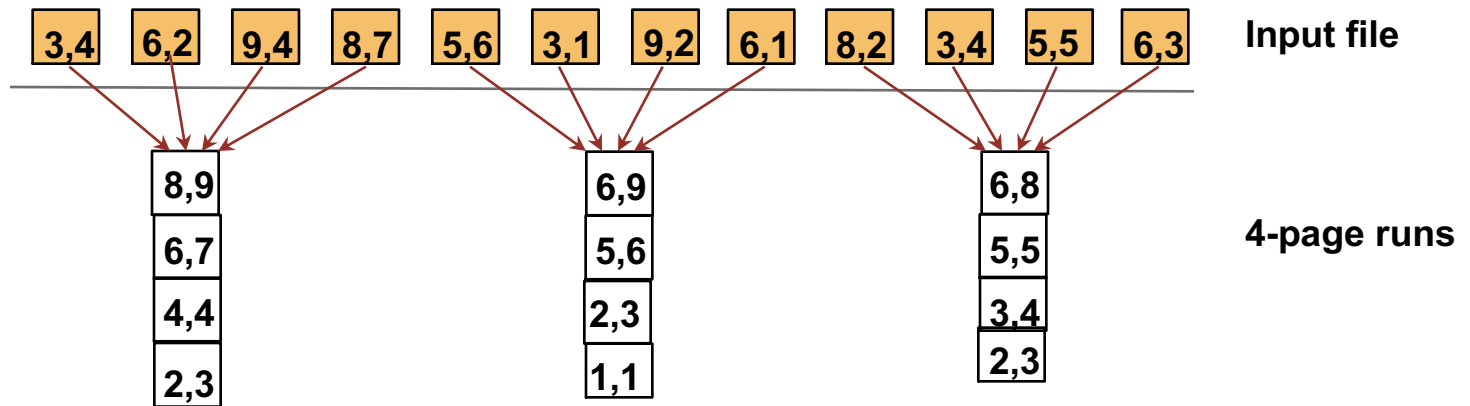 3,4 6,2 9,4 8,7 5,6 3,1 9,2 6,1 8,2 3,4 5,5 6,3 Input file
8,9 6,9 6,8
6,7 5,6 5,5 4-page runs
4,4 2,3 3,4
2,3 1,1 2,3